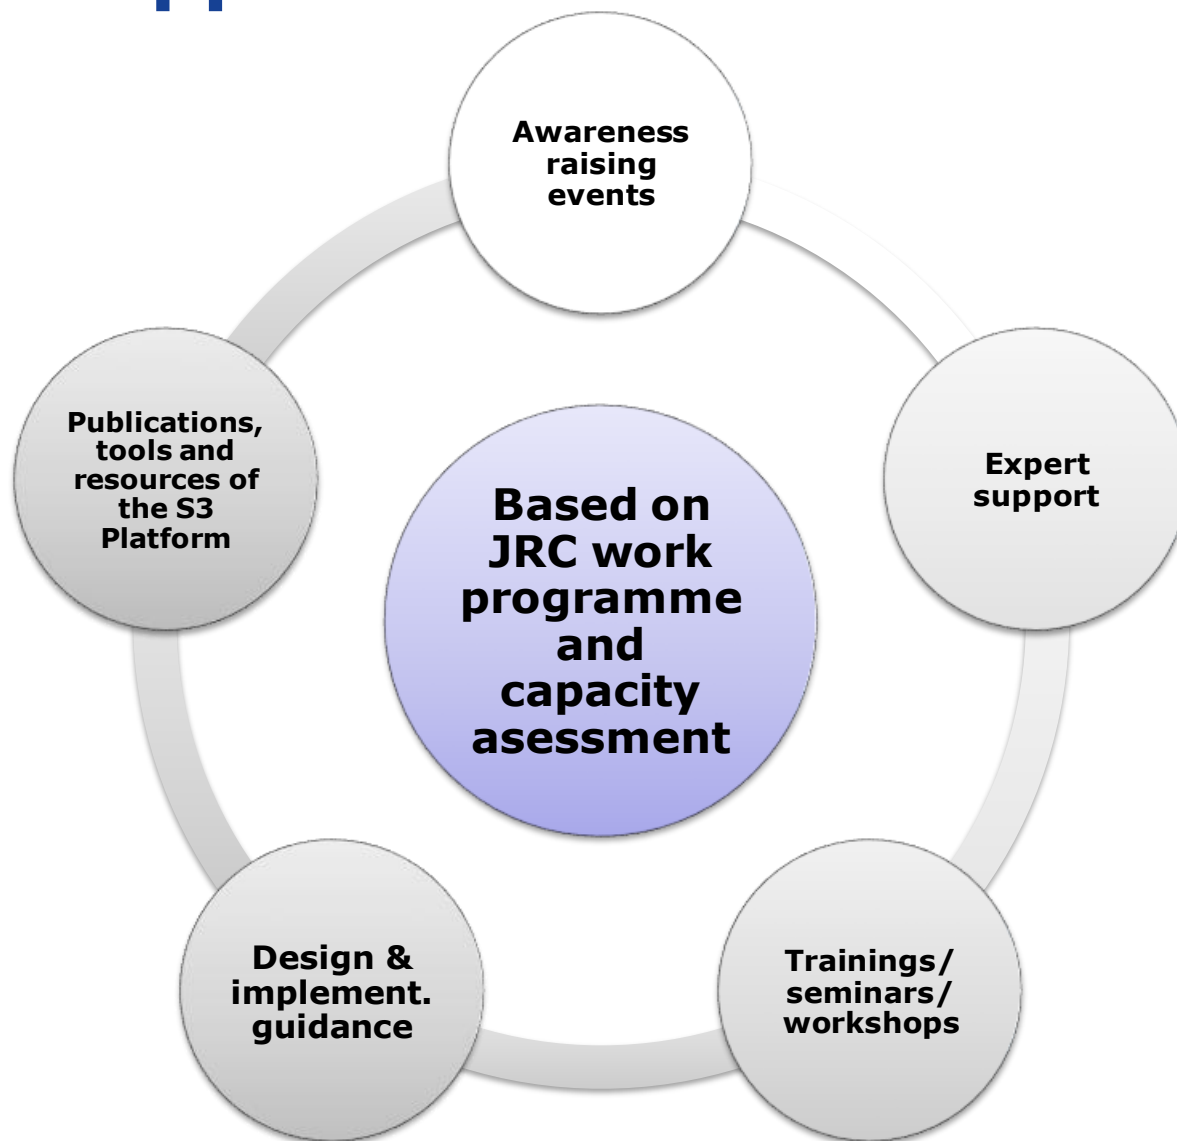 Awareness
raising
events
Expert
support
Trainings/
seminars/
workshops
Design &
implement.
guidance
Publications,
tools and
resources of
the S3
Platform
Based on
JRC work
programme
and
capacity
asessment